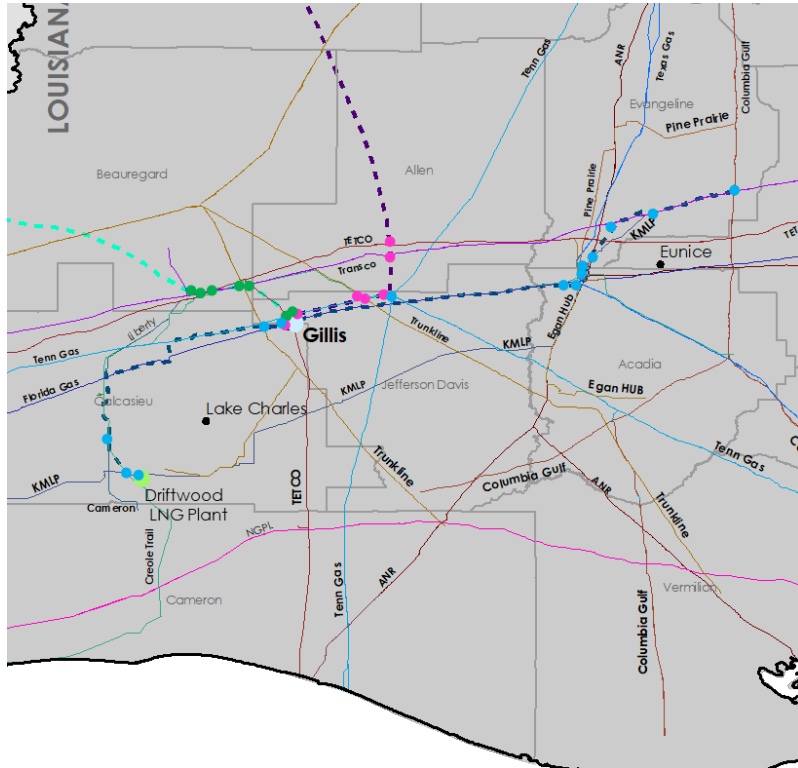 LOUISIANA
Tenn Gas
ANR
Texas Gas
Columbia Gulf
Evangeline
Pine Prairie
Beauregard
Allen
Pine Prairie
TETCO
KMLP
TET
Transco
Eunice
Liberty
Egan Hub
Gillis
Trunkline
Tenn Gas
KMLP
Florida Gas
Acadia
KMLP
Jefferson Davis
Egan HUB
Calcasieu
Lake Charles
Trunkline
Tenn Gas
Columbia Gulf
KMLP
ANR
TETCO
Trunkline
Driftwood
LNG Plant
Cameron
NGPL
Creole Trail
ANR
Tenn Gas
Cameron
Vermilion
Columbia Gulf